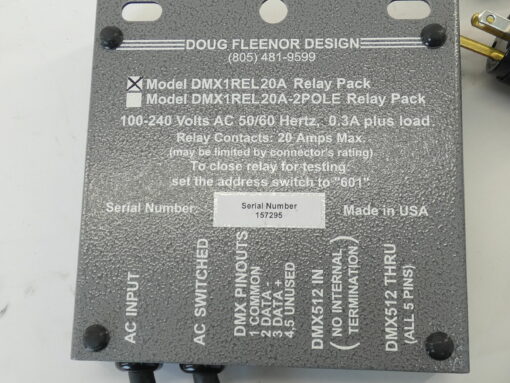 DOUG FLEENOR DESIGN
(805) 481-9599
Model DMX1REL20A Relay Pack
Model DMX1REL20A-2POLE Relay Pack
100-240 Volts AC 50/60 Hertz, 0.3A plus load.
Relay Contacts: 20 Amps Max.
(may be limited by connector's rating)
To close relay for testing:
set the address switch to "601"
Serial Number:
Serial Number
157295
Made in USA
AC INPUT
AC SWITCHED
DMX PINOUTS
1 COMMON
2 DATA -
3 DATA +
4,5 UNUSED
DMX512 IN
(NO INTERNAL
TERMINATION)
DMX512 THRU
(ALL 5 PINS)